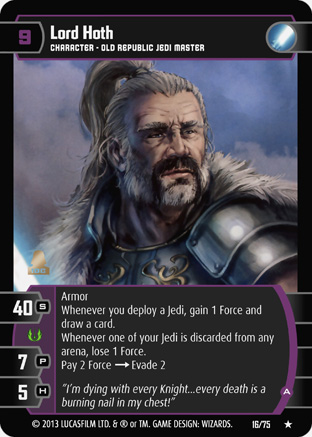 9
Lord Hoth
CHARACTER - OLD REPUBLIC JEDI MASTER
40 S
Armor
Whenever you deploy a Jedi, gain 1 Force and
draw a card.
Whenever one of your Jedi is discarded from any
arena, lose 1 Force.
7 P
Pay 2 Force → Evade 2
5 H
"I'm dying with every Knight...every death is a
burning nail in my chest!"
A
© 2013 LUCASFILM LTD. & ® or TM. GAME DESIGN: WIZARDS.
16/75